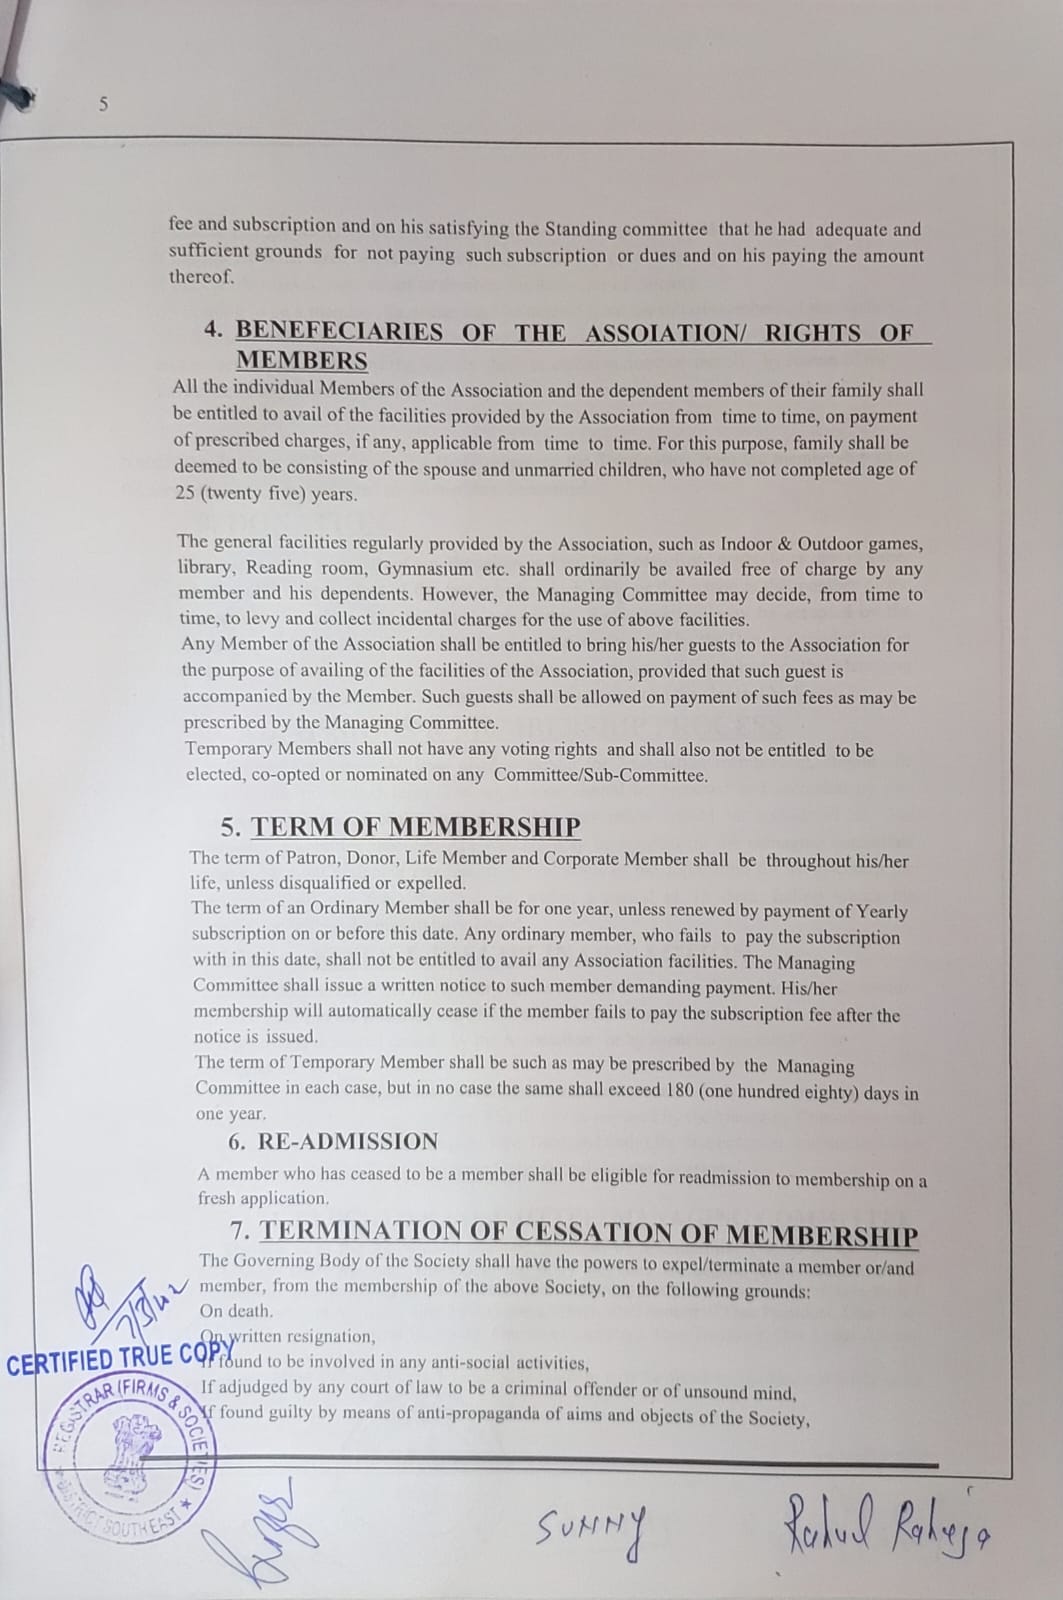 5
fee and subscription and on his satisfying the Standing committee that he had adequate and
sufficient grounds for not paying such subscription or dues and on his paying the amount
thereof.
4. BENEFECIARIES OF THE ASSOIATION/ RIGHTS OF
MEMBERS
All the individual Members of the Association and the dependent members of their family shall
be entitled to avail of the facilities provided by the Association from time to time, on payment
of prescribed charges, if any, applicable from time to time. For this purpose, family shall be
deemed to be consisting of the spouse and unmarried children, who have not completed age of
25 (twenty five) years.
The general facilities regularly provided by the Association, such as Indoor & Outdoor games,
library, Reading room, Gymnasium etc. shall ordinarily be availed free of charge by any
member and his dependents. However, the Managing Committee may decide, from time to
time, to levy and collect incidental charges for the use of above facilities.
Any Member of the Association shall be entitled to bring his/her guests to the Association for
the purpose of availing of the facilities of the Association, provided that such guest is
accompanied by the Member. Such guests shall be allowed on payment of such fees as may be
prescribed by the Managing Committee.
Temporary Members shall not have any voting rights and shall also not be entitled to be
elected, co-opted or nominated on any Committee/Sub-Committee.
5. TERM OF MEMBERSHIP
The term of Patron, Donor, Life Member and Corporate Member shall be throughout his/her
life, unless disqualified or expelled.
The term of an Ordinary Member shall be for one year, unless renewed by payment of Yearly
subscription on or before this date. Any ordinary member, who fails to pay the subscription
with in this date, shall not be entitled to avail any Association facilities. The Managing
Committee shall issue a written notice to such member demanding payment. His/her
membership will automatically cease if the member fails to pay the subscription fee after the
notice is issued.
The term of Temporary Member shall be such as may be prescribed by the Managing
Committee in each case, but in no case the same shall exceed 180 (one hundred eighty) days in
one year.
6. RE-ADMISSION
A member who has ceased to be a member shall be eligible for readmission to membership on a
fresh application.
7. TERMINATION OF CESSATION OF MEMBERSHIP
The Governing Body of the Society shall have the powers to expel/terminate a member or/and
member, from the membership of the above Society, on the following grounds:
On death.
On written resignation,
If found to be involved in any anti-social activities,
If adjudged by any court of law to be a criminal offender or of unsound mind,
If found guilty by means of anti-propaganda of aims and objects of the Society,
CERTIFIED TRUE COPY
REGISTRAR (FIRMS & SOCIETIES)
DISTRICT SOUTH EAST
SUNNY
Rahul Raheja